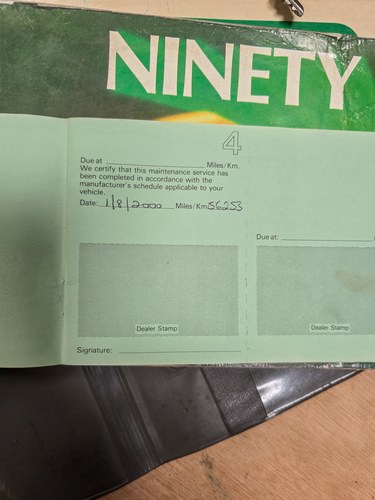 NINETY
4
Due at Miles/Km.
We certify that this maintenance service has
been completed in accordance with the
manufacturer's schedule applicable to your
vehicle.
Date: 1/8/2000 Miles/Km 56253
Dealer Stamp
Signature:
Due at:
Dealer Stamp